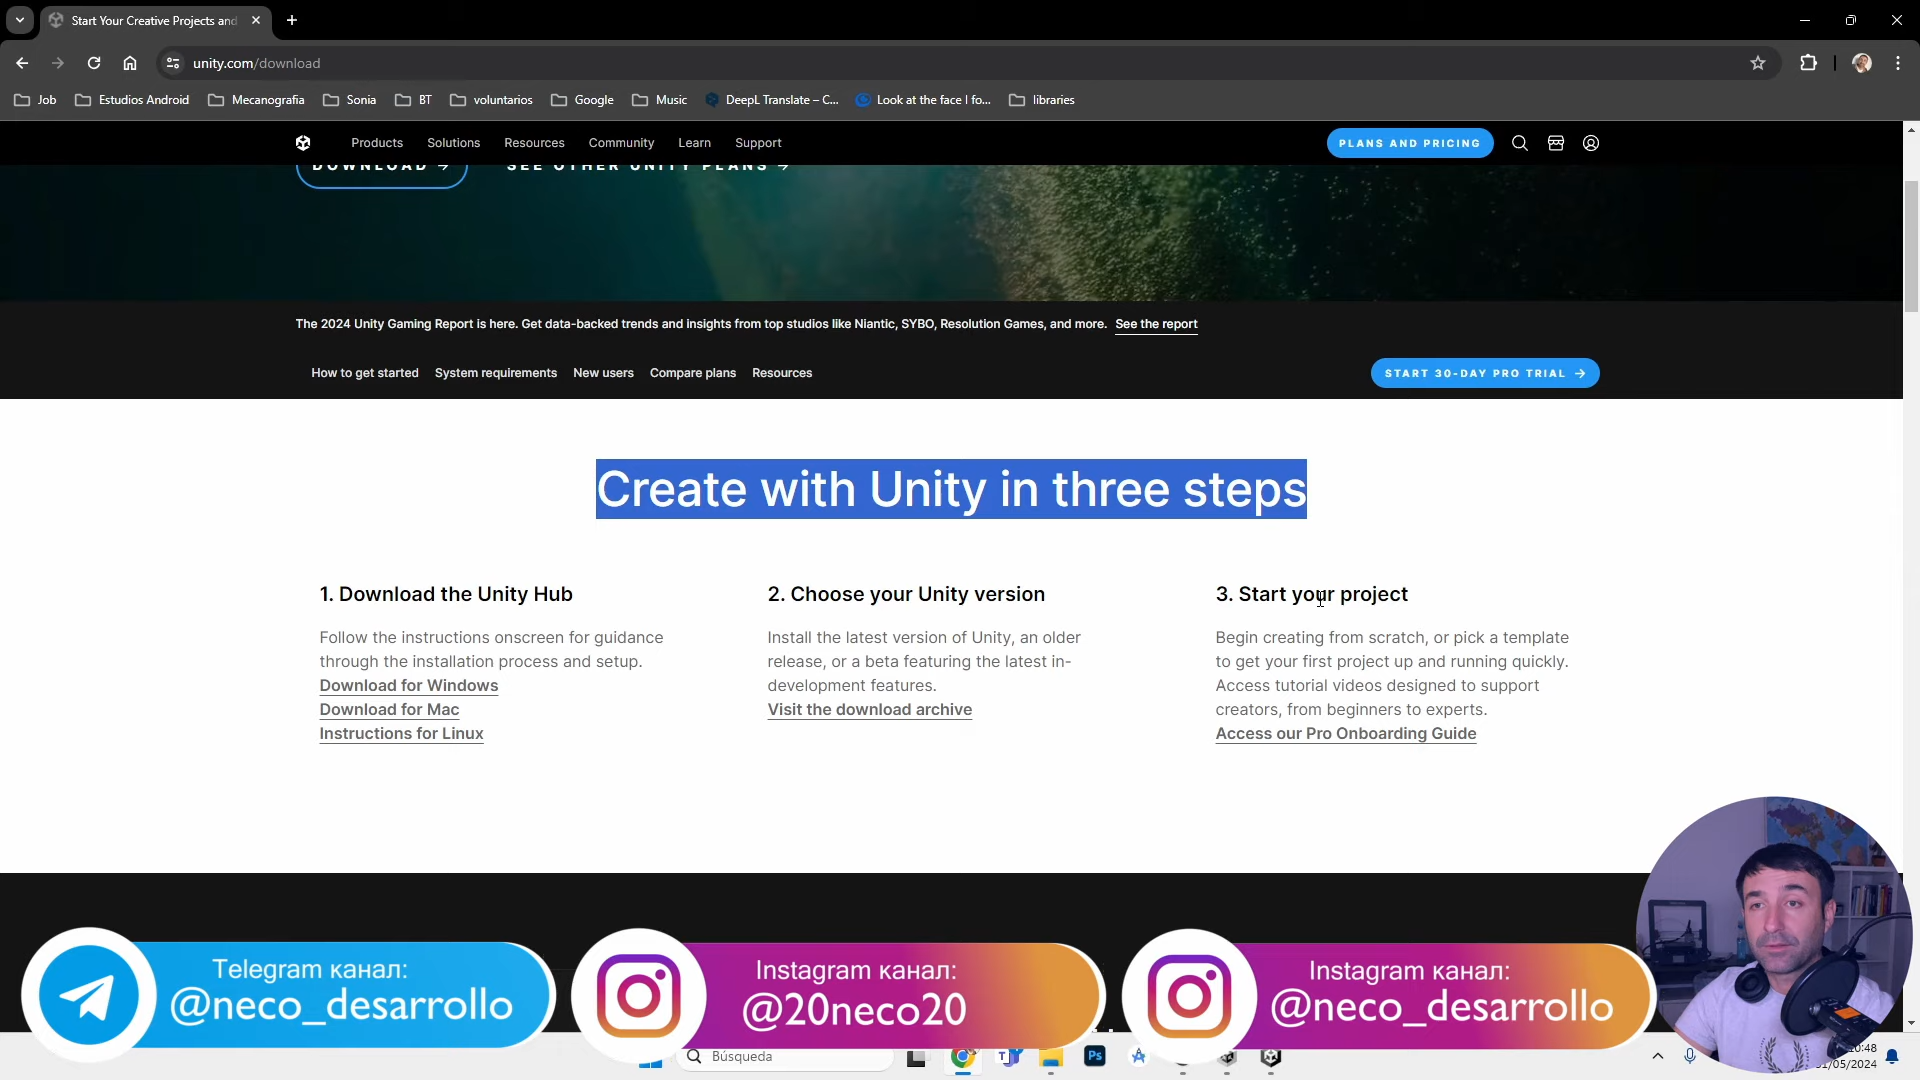 Start Your Creative Projects and
unity.com/download
Job
Estudios Android
Mecanografia
Sonia
BT
voluntarios
Google
Music
DeepL Translate – C...
Look at the face I fo...
libraries
Products
Solutions
Resources
Community
Learn
Support
PLANS AND PRICING
DOWNLOAD →
SEE OTHER UNITY PLANS →
The 2024 Unity Gaming Report is here. Get data-backed trends and insights from top studios like Niantic, SYBO, Resolution Games, and more. See the report
How to get started
System requirements
New users
Compare plans
Resources
START 30-DAY PRO TRIAL →
Create with Unity in three steps
1. Download the Unity Hub
Follow the instructions onscreen for guidance
through the installation process and setup.
Download for Windows
Download for Mac
Instructions for Linux
2. Choose your Unity version
Install the latest version of Unity, an older
release, or a beta featuring the latest in-
development features.
Visit the download archive
3. Start your project
Begin creating from scratch, or pick a template
to get your first project up and running quickly.
Access tutorial videos designed to support
creators, from beginners to experts.
Access our Pro Onboarding Guide
Telegram канал:
@neco_desarrollo
Instagram канал:
@20neco20
Instagram канал:
@neco_desarrollo
Búsqueda
Ps